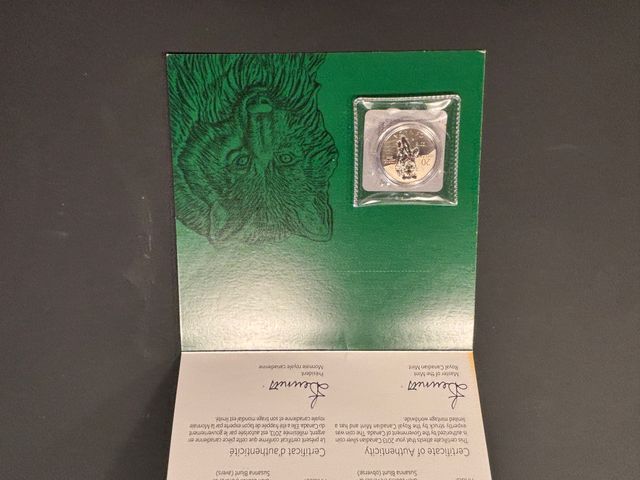 Susanna Blunt (obverse)
Certificate of Authenticity
This certificate attests that your 2013 Canadian silver coin
is authorized by the Government of Canada. The coin was
expertly struck by the Royal Canadian Mint and has a
limited mintage worldwide.
Master of the Mint
Royal Canadian Mint
Susanna Blunt (avers)
Certificat d'authenticité
Le présent certificat confirme que cette pièce canadienne en
argent, millésimée 2013, est autorisée par le gouvernement
du Canada. Elle a été frappée de façon experte par la Monnaie
royale canadienne et son tirage mondial est limité.
Président
Monnaie royale canadienne
20